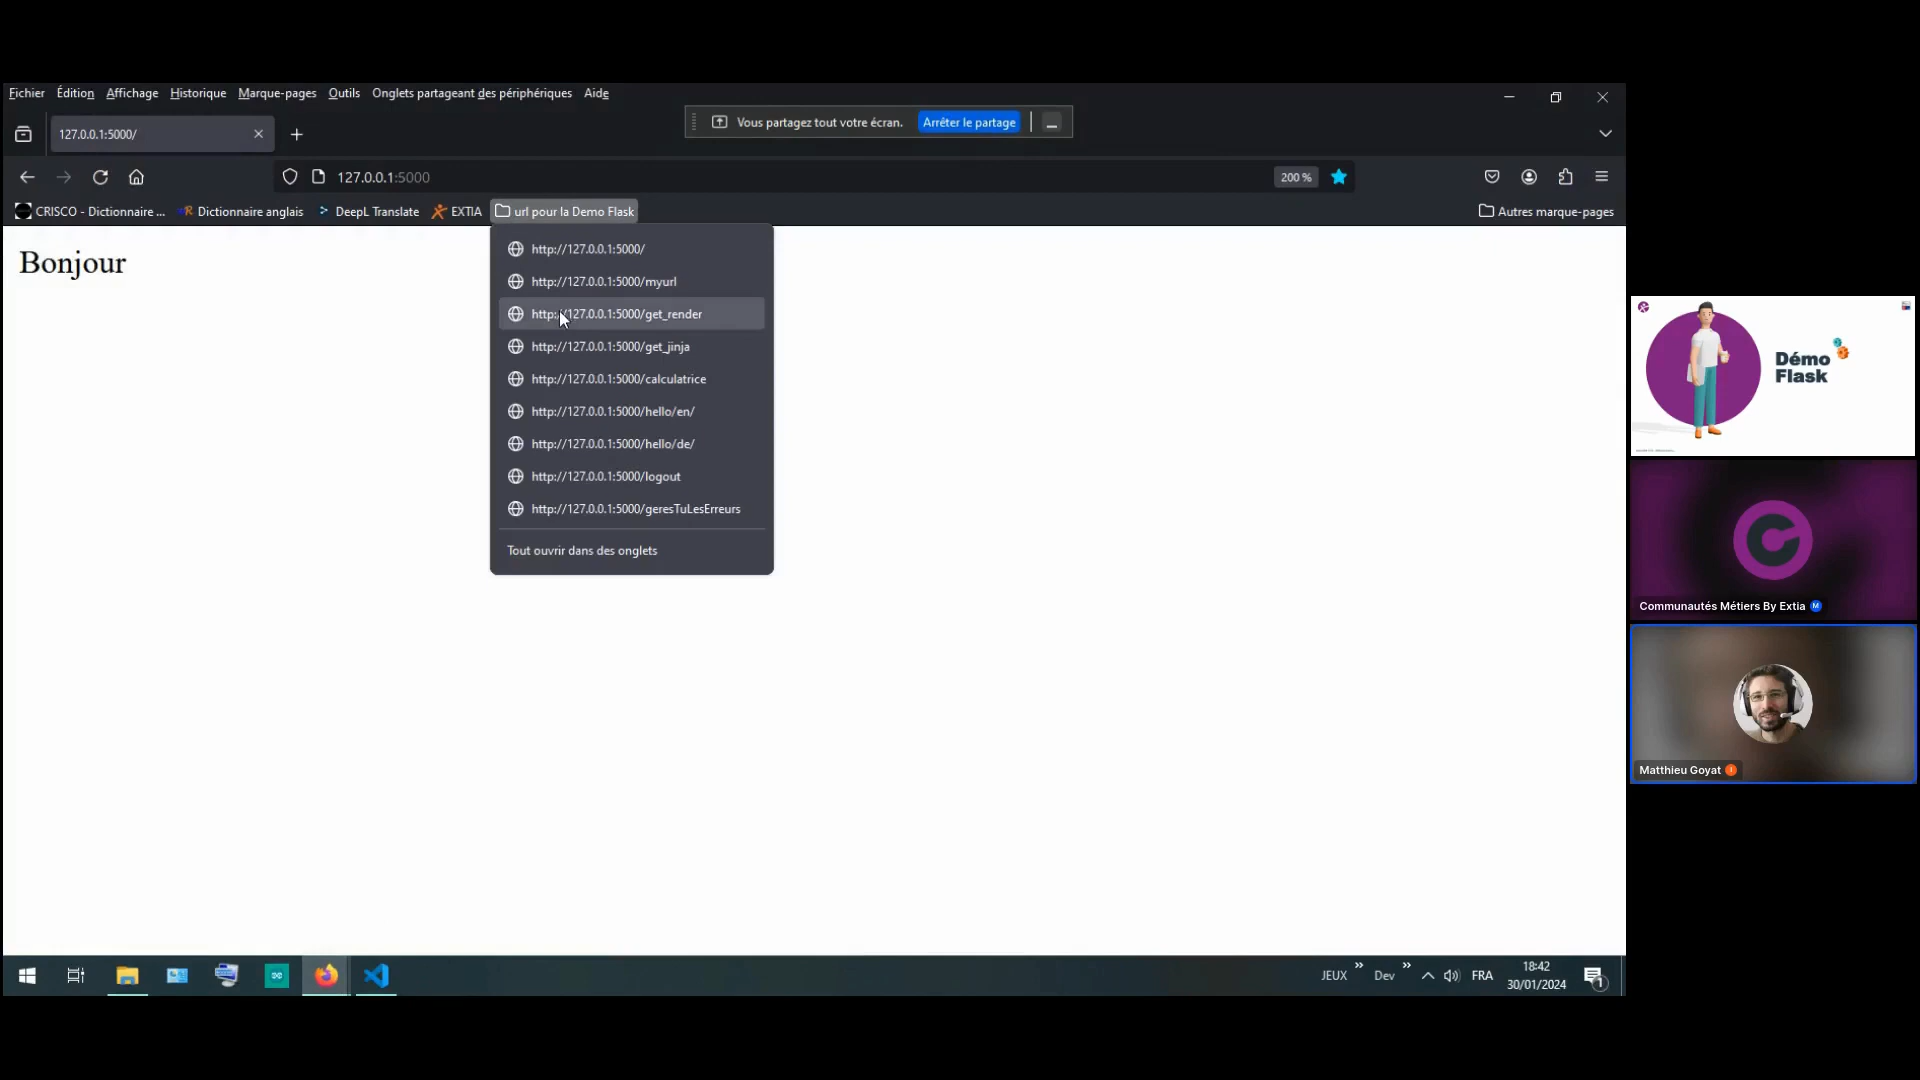 Fichier Édition Affichage Historique Marque-pages Outils Onglets partageant des périphériques Aide
127.0.0.1:5000/
Vous partagez tout votre écran. Arrêter le partage
127.0.0.1:5000
200 %
CRISCO - Dictionnaire ... Dictionnaire anglais DeepL Translate EXTIA url pour la Demo Flask Autres marque-pages
Bonjour
http://127.0.0.1:5000/
http://127.0.0.1:5000/myurl
http://127.0.0.1:5000/get_render
http://127.0.0.1:5000/get_jinja
http://127.0.0.1:5000/calculatrice
http://127.0.0.1:5000/hello/en/
http://127.0.0.1:5000/hello/de/
http://127.0.0.1:5000/logout
http://127.0.0.1:5000/geresTuLesErreurs
Tout ouvrir dans des onglets
Démo
Flask
Communautés Métiers By Extia M
Matthieu Goyat
JEUX » Dev » FRA
18:42
30/01/2024
1